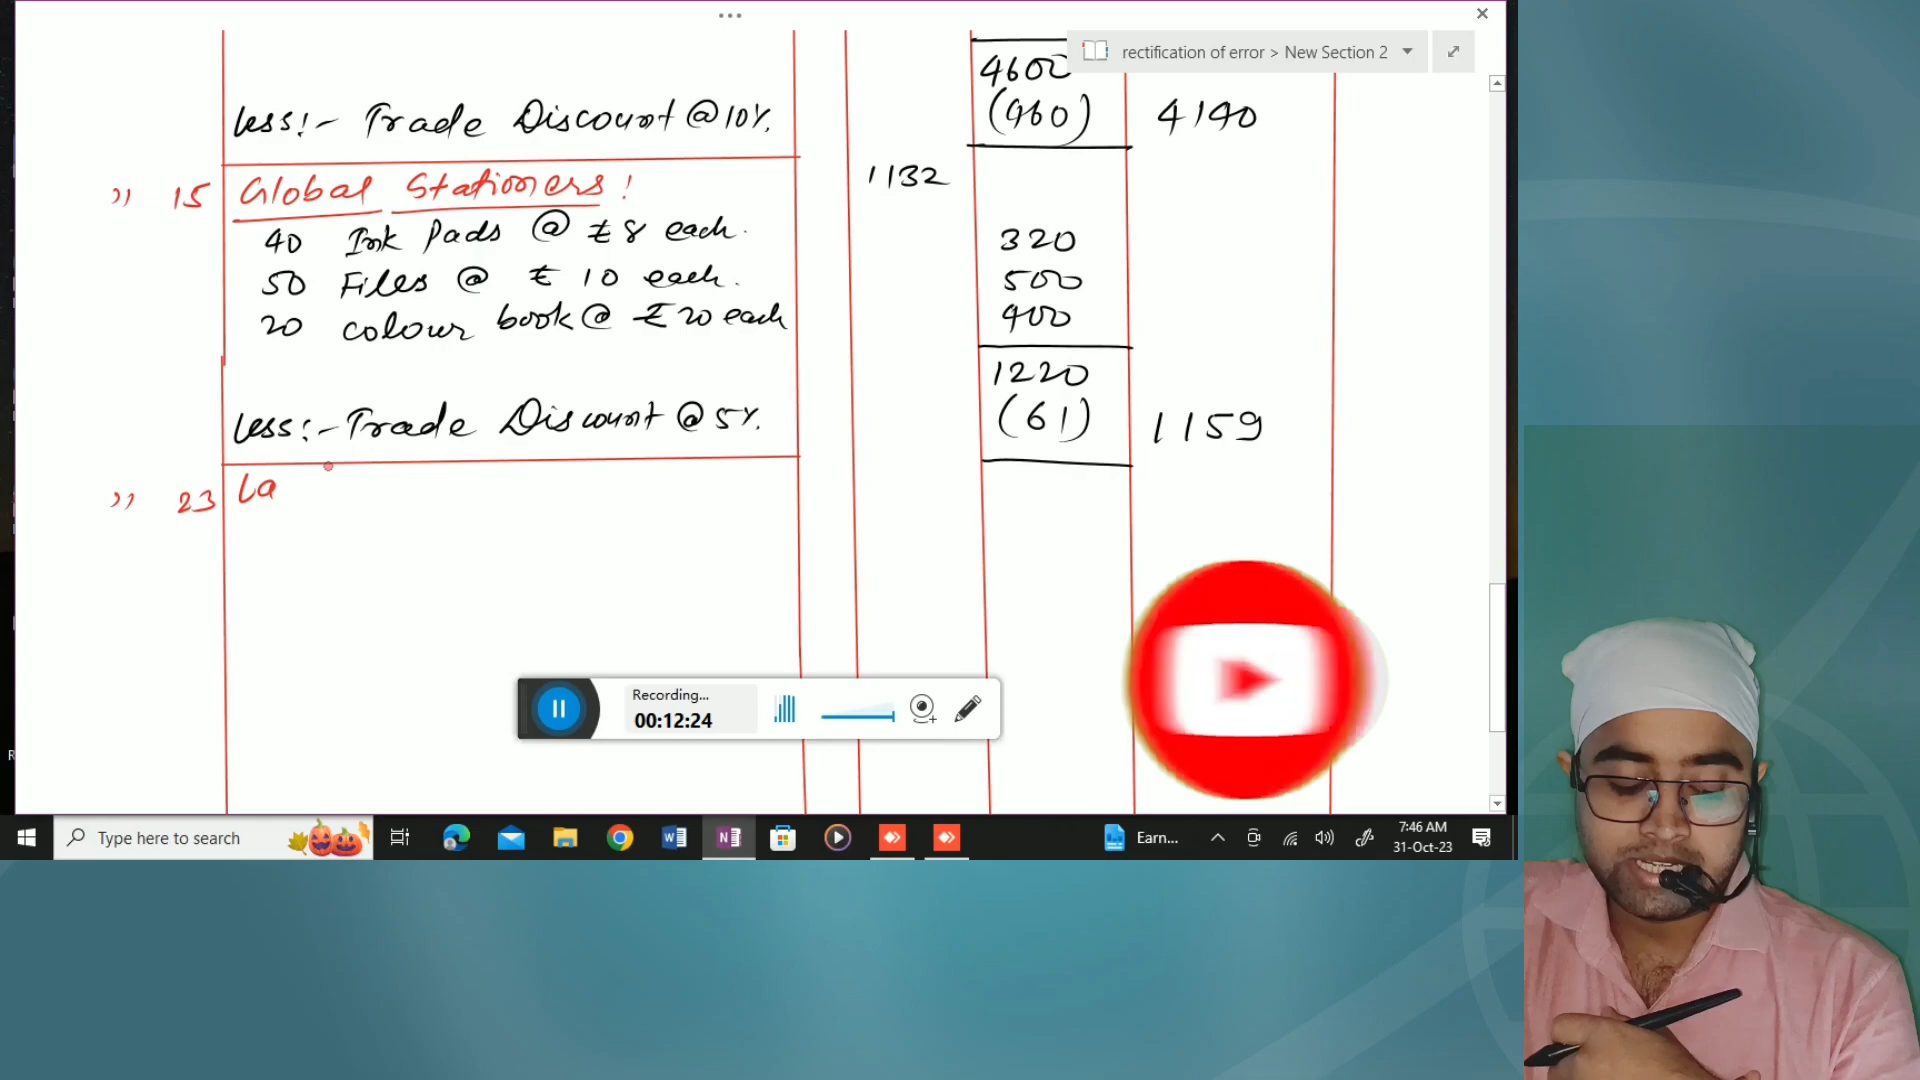 rectification of error > New Section 2
4600
Less:- Trade Discount @ 10% (460) 4140
" 15 Global Stationers: 1132
40 Ink Pads @ ₹ 8 each. 320
50 Files @ ₹ 10 each. 500
20 colour book @ ₹ 20 each 400
1220
Less:- Trade Discount @ 5% (61) 1159
" 23 La
Recording...
00:12:24
Type here to search
Earn...
7:46 AM
31-Oct-23